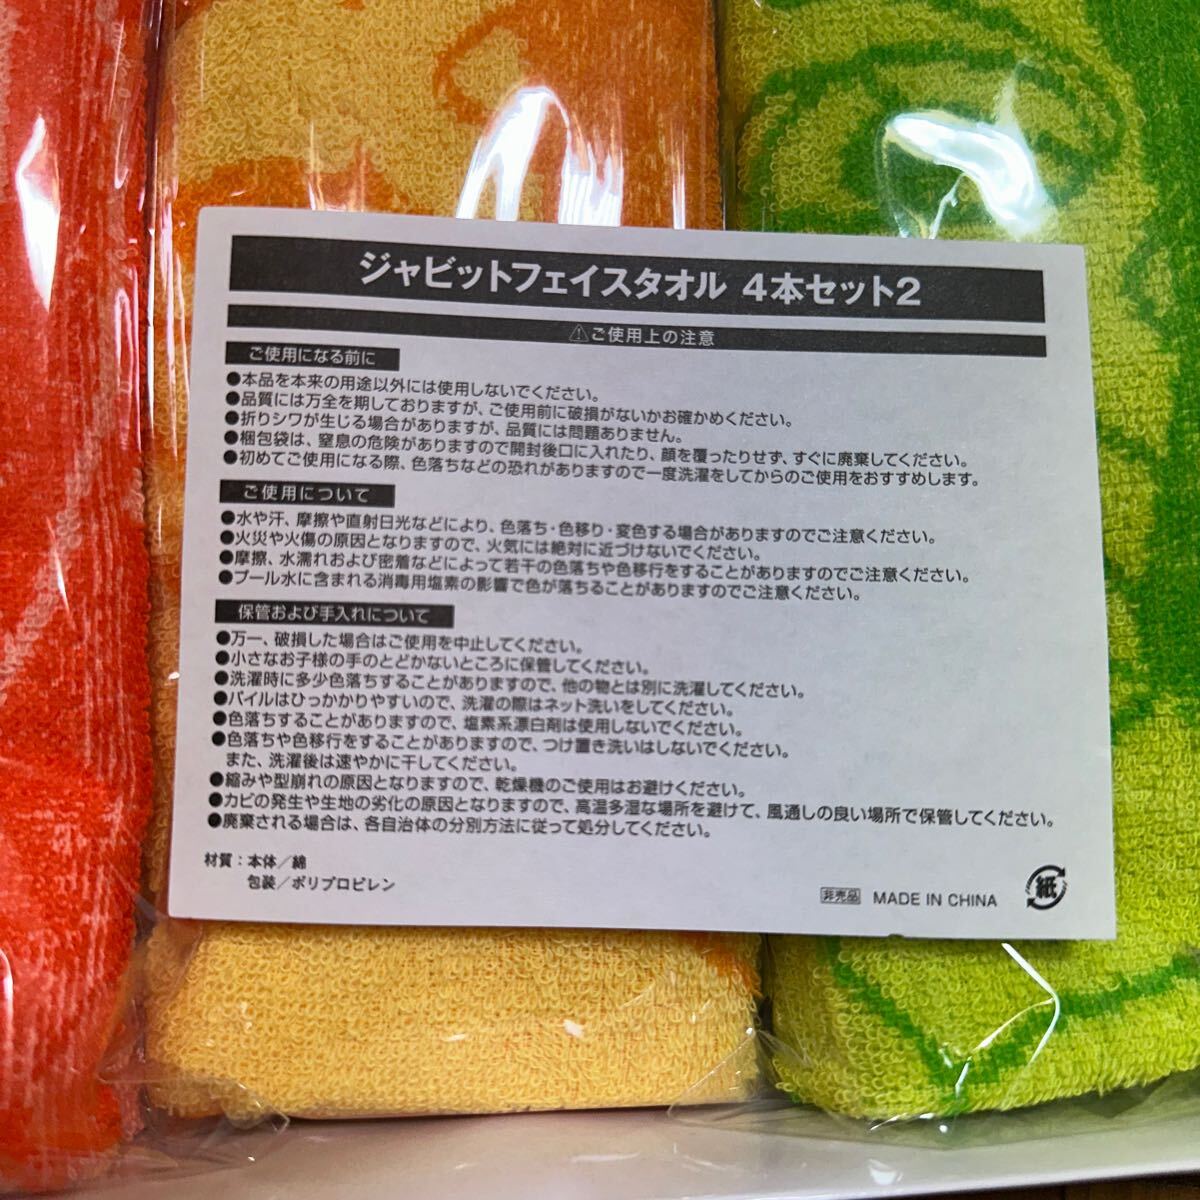 ジャビットフェイスタオル 4本セット2
⚠ご使用上の注意
ご使用になる前に
●本品を本来の用途以外には使用しないでください。
●品質には万全を期しておりますが、ご使用前に破損がないかお確かめください。
●折りシワが生じる場合がありますが、品質には問題ありません。
●梱包袋は、窒息の危険がありますので開封後口に入れたり、顔を覆ったりせず、すぐに廃棄してください。
●初めてご使用になる際、色落ちなどの恐れがありますので一度洗濯をしてからのご使用をおすすめします。
ご使用について
●水や汗、摩擦や直射日光などにより、色落ち・色移り・変色する場合がありますのでご注意ください。
●火災や火傷の原因となりますので、火気には絶対に近づけないでください。
●摩擦、水濡れおよび密着などによって若干の色落ちや色移行をすることがありますのでご注意ください。
●プール水に含まれる消毒用塩素の影響で色が落ちることがありますのでご注意ください。
保管および手入れについて
●万一、破損した場合はご使用を中止してください。
●小さなお子様の手のとどかないところに保管してください。
●洗濯時に多少色落ちすることがありますので、他の物とは別に洗濯してください。
●パイルはひっかかりやすいので、洗濯の際はネット洗いをしてください。
●色落ちすることがありますので、塩素系漂白剤は使用しないでください。
●色落ちや色移行をすることがありますので、つけ置き洗いはしないでください。
また、洗濯後は速やかに干してください。
●縮みや型崩れの原因となりますので、乾燥機のご使用はお避けください。
●カビの発生や生地の劣化の原因となりますので、高温多湿な場所を避けて、風通しの良い場所で保管してください。
●廃棄される場合は、各自治体の分別方法に従って処分してください。
材質：本体／綿
包装／ポリプロピレン
非売品 MADE IN CHINA 紙